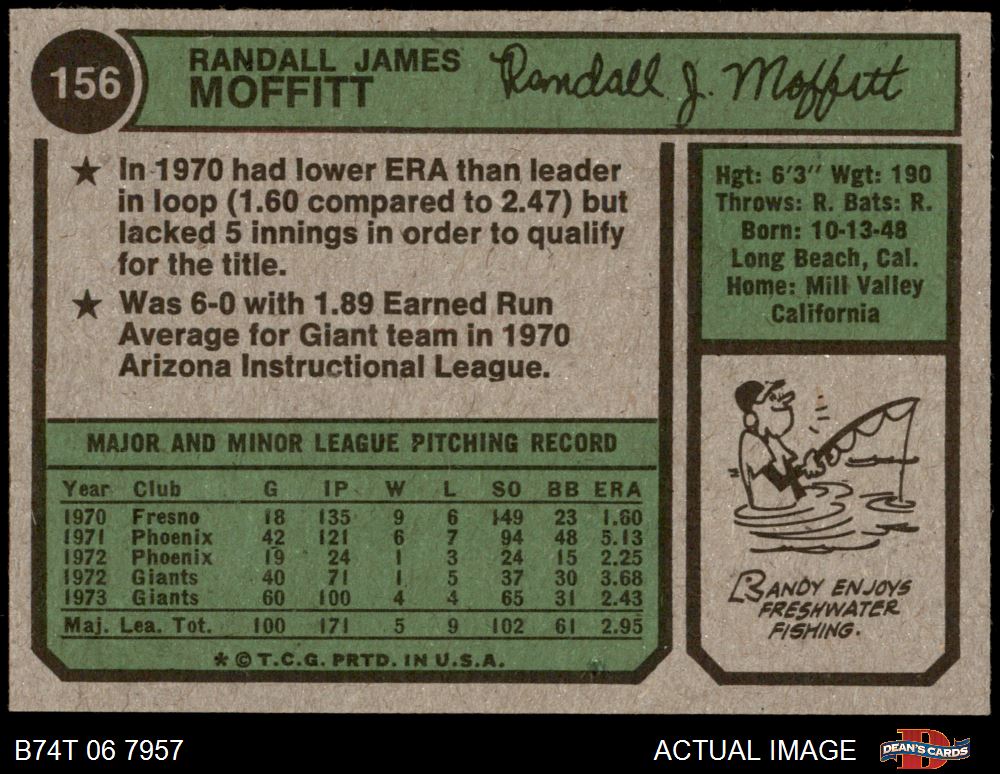 156
RANDALL JAMES
MOFFITT
Randall J. Moffitt
★ In 1970 had lower ERA than leader
in loop (1.60 compared to 2.47) but
lacked 5 innings in order to qualify
for the title.
★ Was 6-0 with 1.89 Earned Run
Average for Giant team in 1970
Arizona Instructional League.
Hgt: 6'3" Wgt: 190
Throws: R. Bats: R.
Born: 10-13-48
Long Beach, Cal.
Home: Mill Valley
California
MAJOR AND MINOR LEAGUE PITCHING RECORD
Year Club G IP W L SO BB ERA
1970 Fresno 18 135 9 6 149 23 1.60
1971 Phoenix 42 121 6 7 94 48 5.13
1972 Phoenix 19 24 1 3 24 15 2.25
1972 Giants 40 71 1 5 37 30 3.68
1973 Giants 60 100 4 4 65 31 2.43
Maj. Lea. Tot. 100 171 5 9 102 61 2.95
* © T.C.G. PRTD. IN U.S.A.
RANDY ENJOYS
FRESHWATER
FISHING.
B74T 06 7957
ACTUAL IMAGE
DEAN'S CARDS